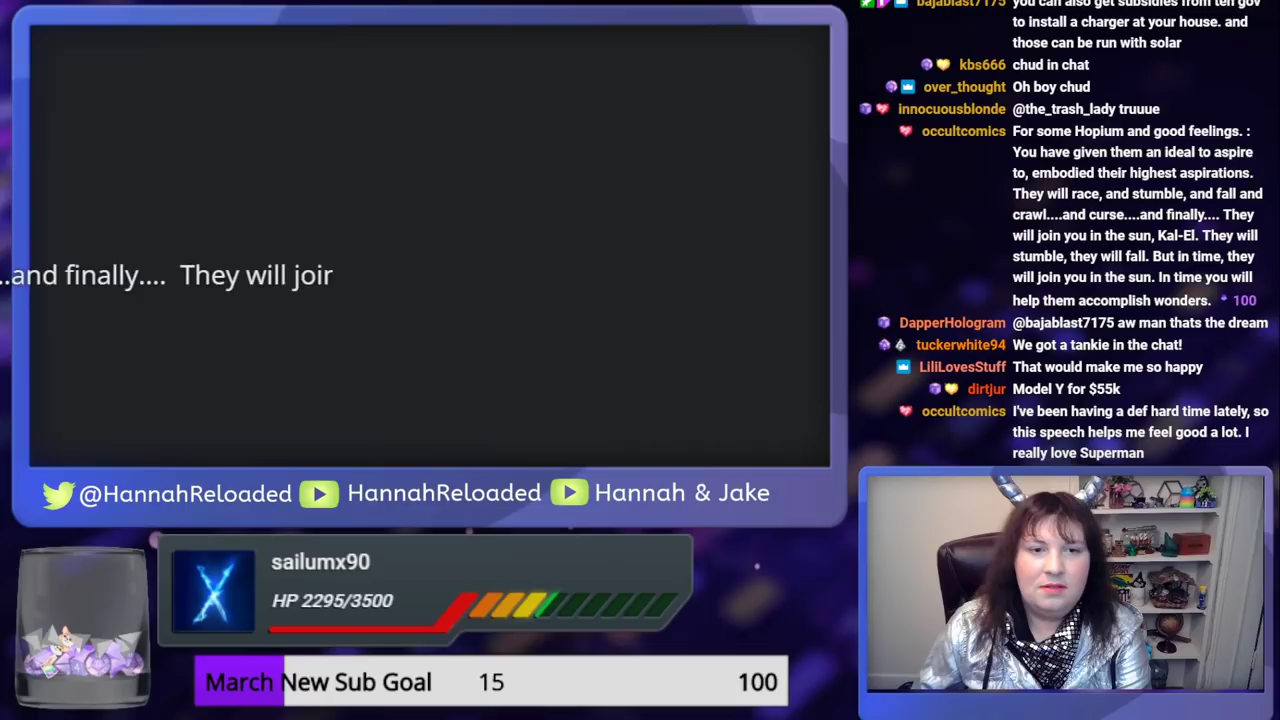 ..and finally.... They will joir
@HannahReloaded HannahReloaded Hannah & Jake
sailumx90
HP 2295/3500
March New Sub Goal 15 100
bajablast7175 you can also get subsidies from ten gov
to install a charger at your house. and
those can be run with solar
kbs666 chud in chat
over_thought Oh boy chud
innocuousblonde @the_trash_lady truuue
occultcomics For some Hopium and good feelings. :
You have given them an ideal to aspire
to, embodied their highest aspirations.
They will race, and stumble, and fall and
crawl....and curse....and finally.... They
will join you in the sun, Kal-El. They will
stumble, they will fall. But in time, they
will join you in the sun. In time you will
help them accomplish wonders. 100
DapperHologram @bajablast7175 aw man thats the dream
tuckerwhite94 We got a tankie in the chat!
LiliLovesStuff That would make me so happy
dirtjur Model Y for $55k
occultcomics I've been having a def hard time lately, so
this speech helps me feel good a lot. I
really love Superman